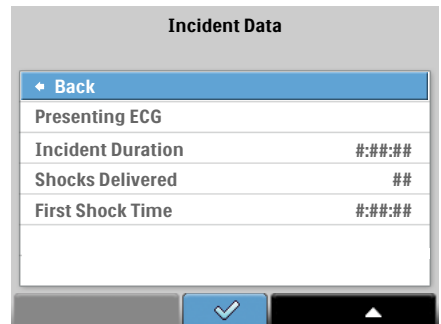 Incident Data
Back
Presenting ECG
Incident Duration #:##:##
Shocks Delivered ##
First Shock Time #:##:##